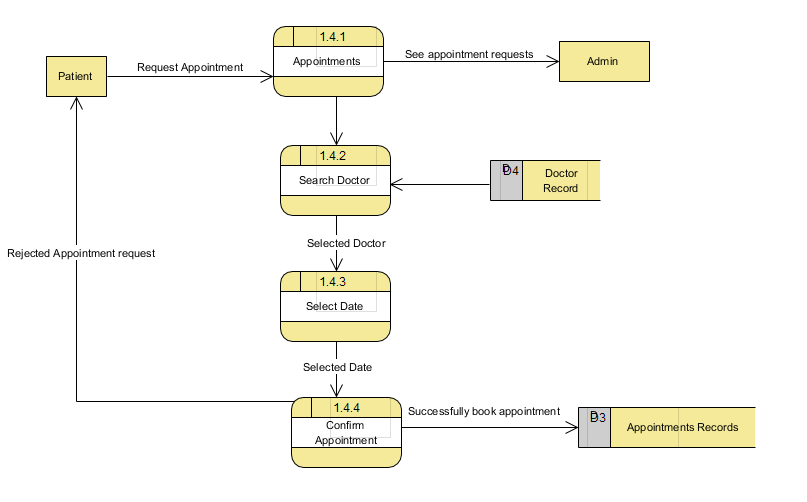 1.4.1
Appointments
See appointment requests
Admin
Patient
Request Appointment
1.4.2
Search Doctor
D4
Doctor
Record
Selected Doctor
Rejected Appointment request
1.4.3
Select Date
Selected Date
1.4.4
Confirm
Appointment
Successfully book appointment
D3
Appointments Records